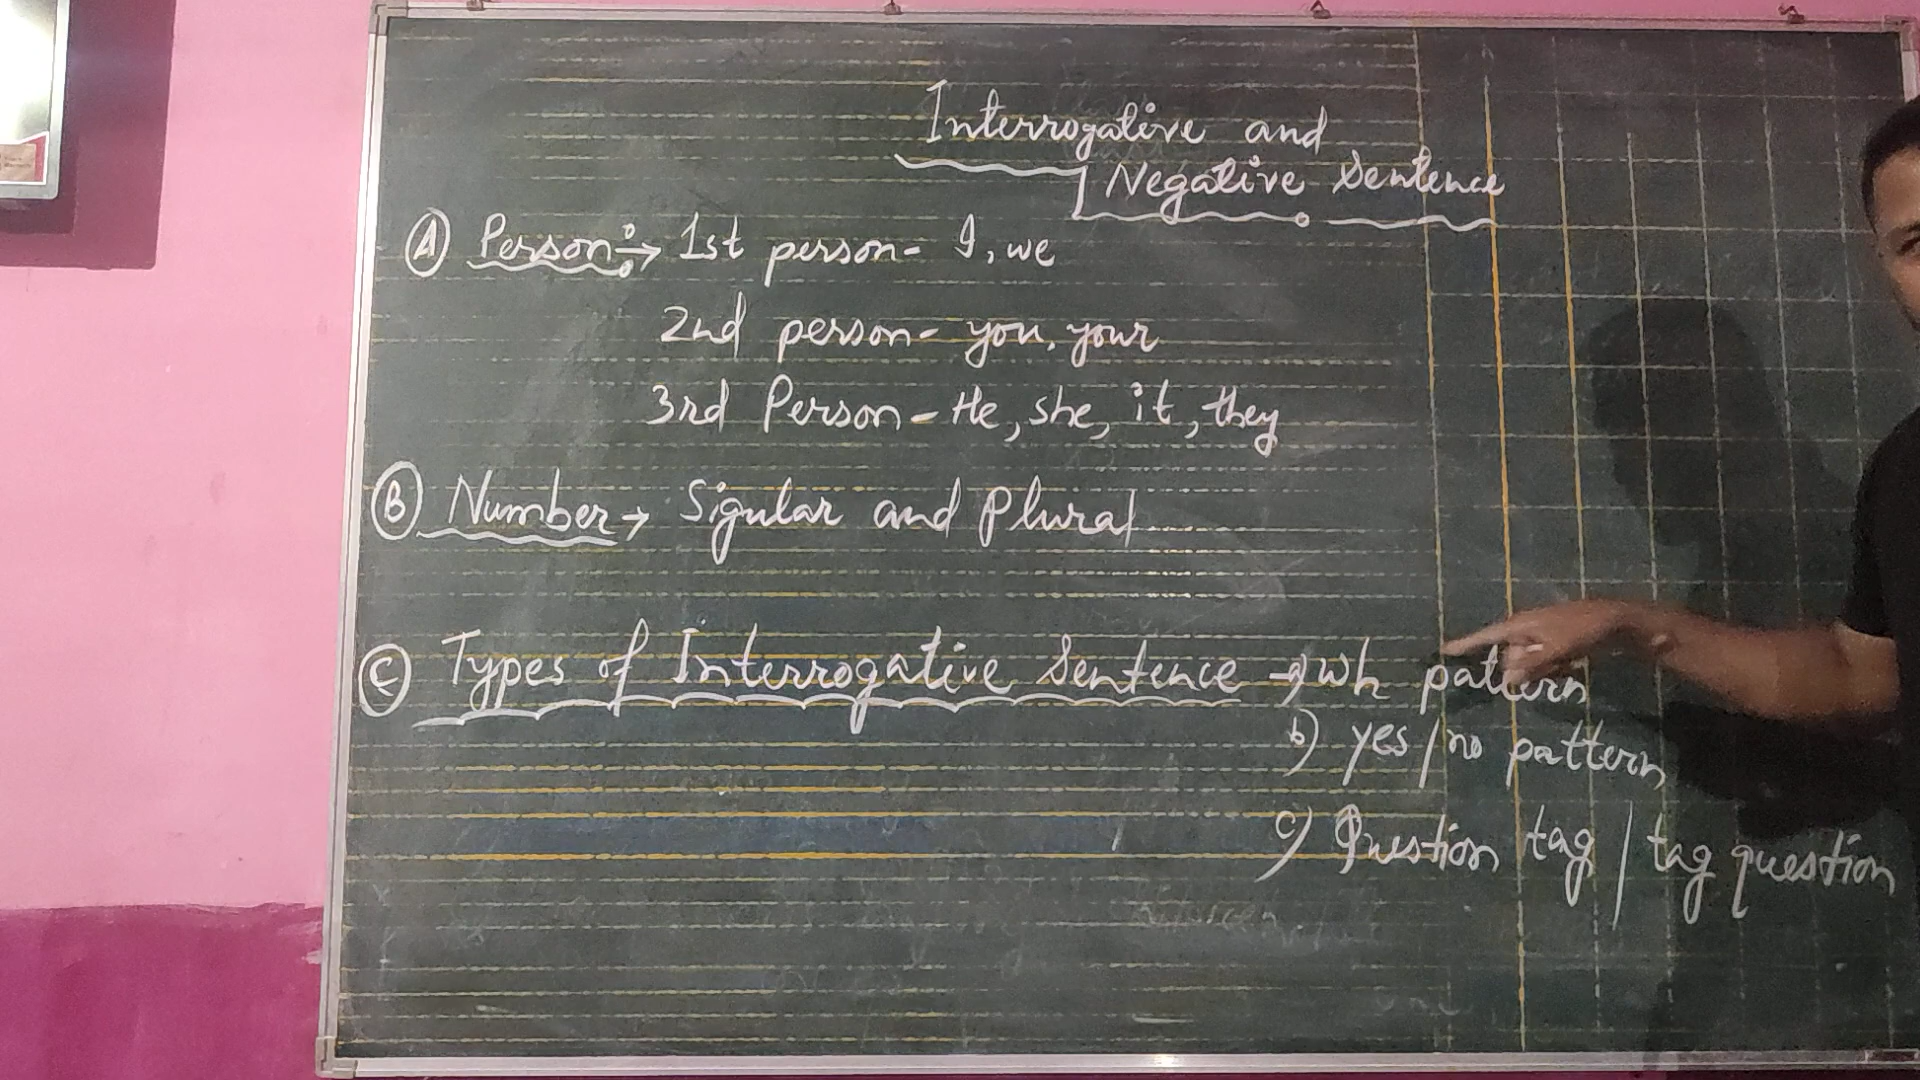 Interrogative and
Negative Sentence
A Person:→ 1st person- I, we
2nd person- you, your
3rd Person- He, she, it, they
B Number→ Sigular and Plural
C Types of Interrogative Sentence → a) wh pattern
b) yes/no pattern
c) Question tag / tag question